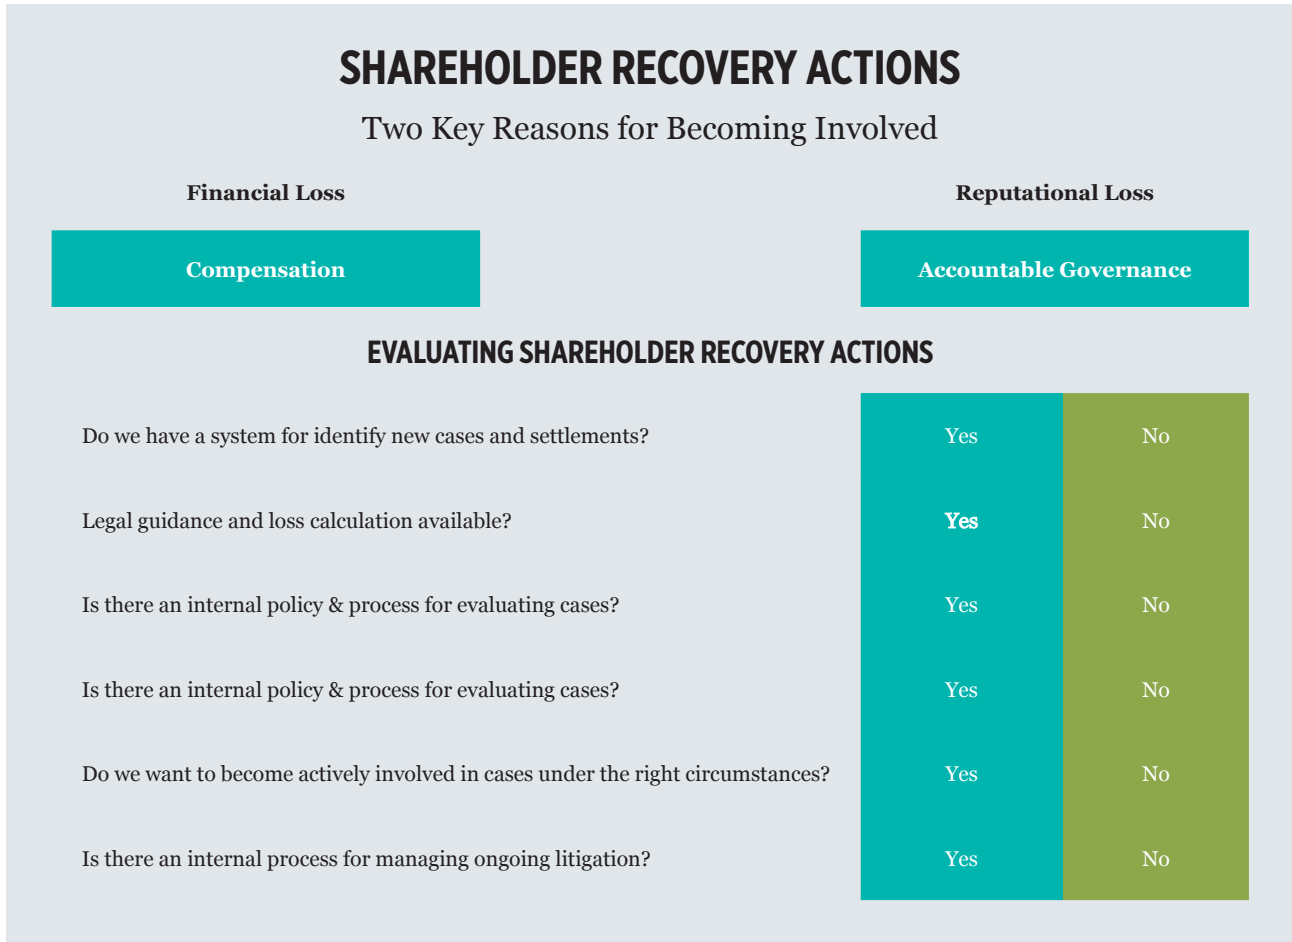 SHAREHOLDER RECOVERY ACTIONS
Two Key Reasons for Becoming Involved
Financial Loss
Reputational Loss
Compensation
Accountable Governance
EVALUATING SHAREHOLDER RECOVERY ACTIONS
Do we have a system for identify new cases and settlements? Yes No
Legal guidance and loss calculation available? Yes No
Is there an internal policy & process for evaluating cases? Yes No
Is there an internal policy & process for evaluating cases? Yes No
Do we want to become actively involved in cases under the right circumstances? Yes No
Is there an internal process for managing ongoing litigation? Yes No